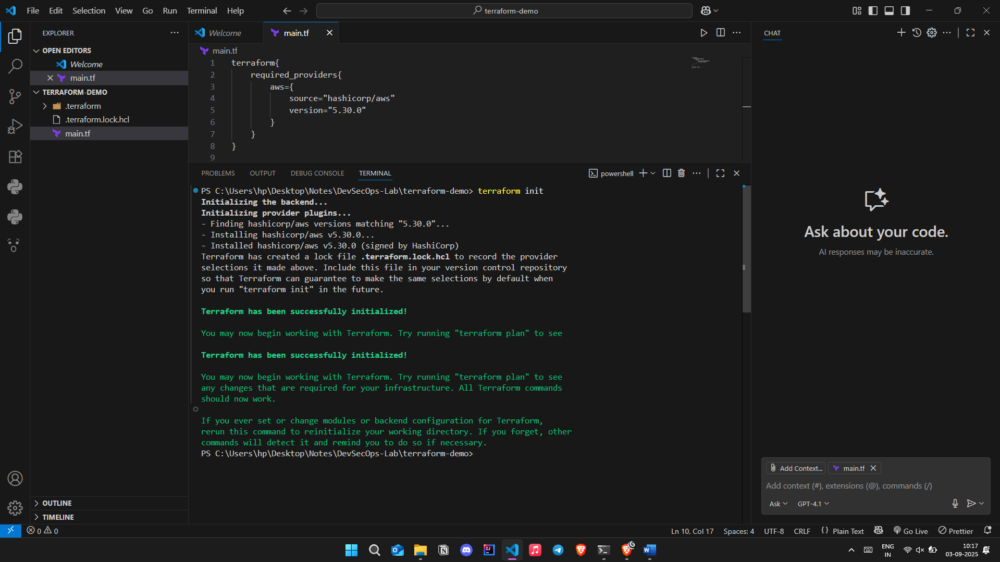 File Edit Selection View Go Run Terminal Help
terraform-demo
EXPLORER
OPEN EDITORS
Welcome
main.tf
TERRAFORM-DEMO
.terraform
.terraform.lock.hcl
main.tf
OUTLINE
TIMELINE
Welcome
main.tf
main.tf
1 terraform{
2 required_providers{
3 aws={
4 source="hashicorp/aws"
5 version="5.30.0"
6 }
7 }
8 }
9
PROBLEMS OUTPUT DEBUG CONSOLE TERMINAL
powershell
PS C:\Users\hp\Desktop\Notes\DevSecOps-Lab\terraform-demo> terraform init
Initializing the backend...
Initializing provider plugins...
- Finding hashicorp/aws versions matching "5.30.0"...
- Installing hashicorp/aws v5.30.0...
- Installed hashicorp/aws v5.30.0 (signed by HashiCorp)
Terraform has created a lock file .terraform.lock.hcl to record the provider
selections it made above. Include this file in your version control repository
so that Terraform can guarantee to make the same selections by default when
you run "terraform init" in the future.
Terraform has been successfully initialized!
You may now begin working with Terraform. Try running "terraform plan" to see
Terraform has been successfully initialized!
You may now begin working with Terraform. Try running "terraform plan" to see
any changes that are required for your infrastructure. All Terraform commands
should now work.
If you ever set or change modules or backend configuration for Terraform,
rerun this command to reinitialize your working directory. If you forget, other
commands will detect it and remind you to do so if necessary.
PS C:\Users\hp\Desktop\Notes\DevSecOps-Lab\terraform-demo>
CHAT
Ask about your code.
AI responses may be inaccurate.
Add Context... main.tf
Add context (#), extensions (@), commands (/)
Ask GPT-4.1
0 0
Ln 10, Col 17 Spaces: 4 UTF-8 CRLF {} Plain Text Go Live Prettier
ENG
IN
10:17
03-09-2025